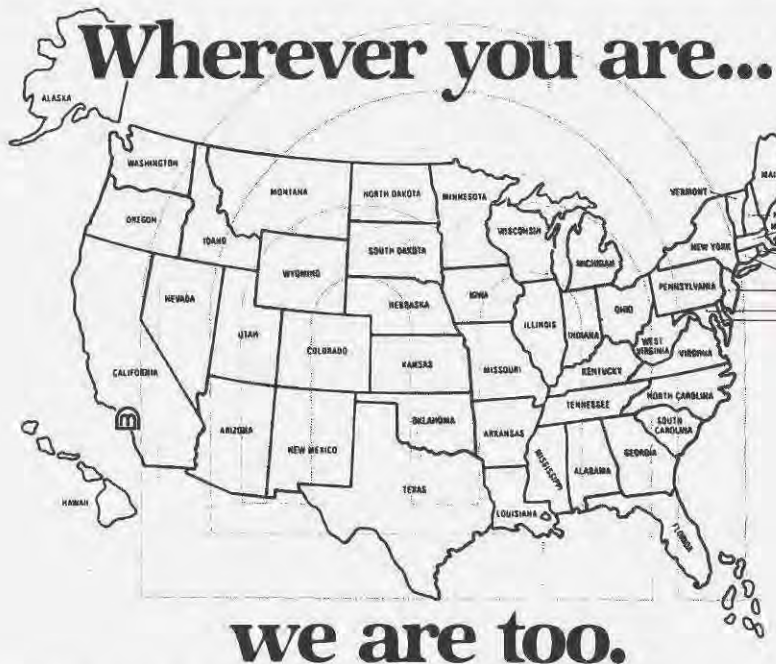 Wherever you are...
ALASKA
WASHINGTON
MONTANA
NORTH DAKOTA
MINNESOTA
VERMONT
OREGON
IDAHO
WISCONSIN
NEW YORK
SOUTH DAKOTA
MICHIGAN
WYOMING
NEVADA
PENNSYLVANIA
NEBRASKA
IOWA
OHIO
UTAH
ILLINOIS
INDIANA
COLORADO
WEST
VIRGINIA
VIRGINIA
KANSAS
MISSOURI
CALIFORNIA
KENTUCKY
NORTH CAROLINA
TENNESSEE
m
OKLAHOMA
SOUTH
CAROLINA
ARIZONA
NEW MEXICO
ARKANSAS
GEORGIA
MISSISSIPPI
ALABAMA
TEXAS
HAWAII
LOUISIANA
FLORIDA
we are too.